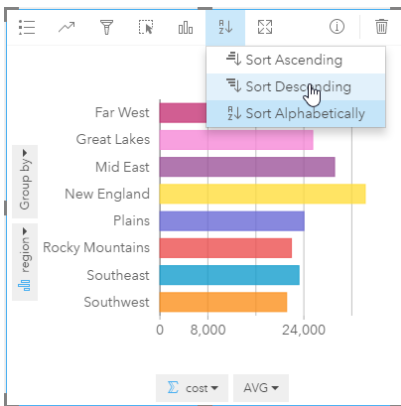 Sort Ascending
Sort Descending
Sort Alphabetically
Far West
Great Lakes
Mid East
New England
Plains
Rocky Mountains
Southeast
Southwest
0 8,000 24,000
Group by
region
Σ cost AVG